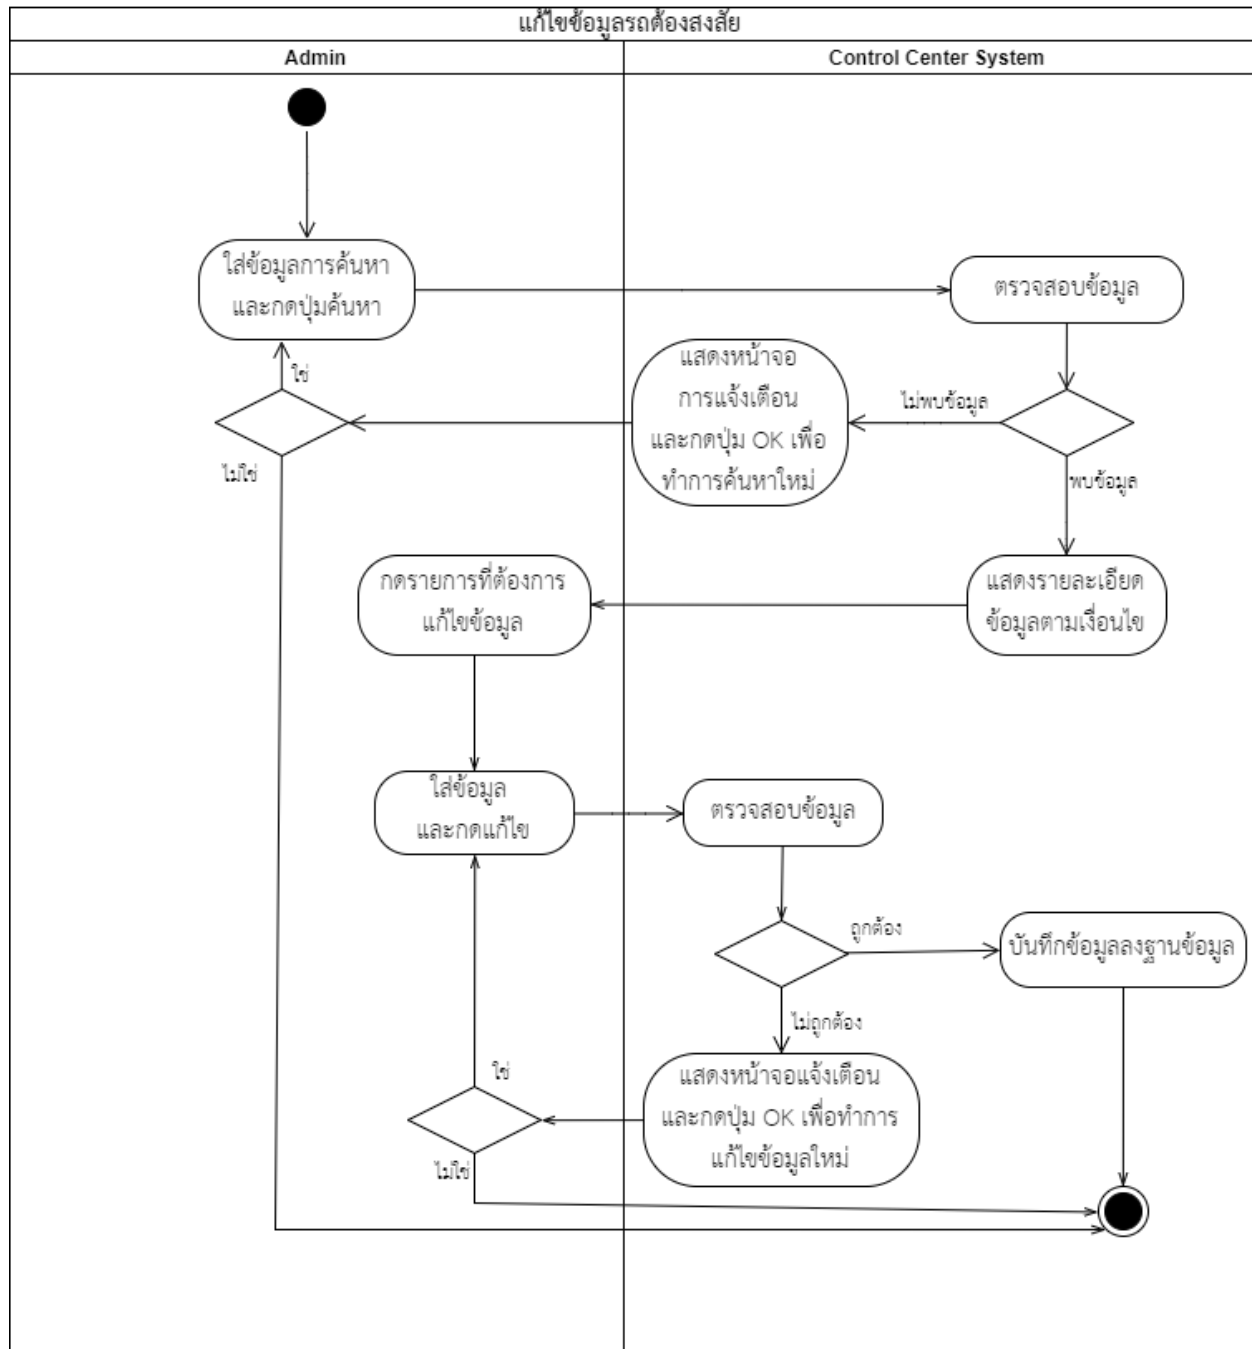 แก้ไขข้อมูลรถต้องสงสัย
Admin
Control Center System
ใส่ข้อมูลการค้นหา
และกดปุ่มค้นหา
ตรวจสอบข้อมูล
แสดงหน้าจอ
การแจ้งเตือน
และกดปุ่ม OK เพื่อ
ทำการค้นหาใหม่
ไม่พบข้อมูล
ใช่
ไม่ใช่
พบข้อมูล
กดรายการที่ต้องการ
แก้ไขข้อมูล
แสดงรายละเอียด
ข้อมูลตามเงื่อนไข
ใส่ข้อมูล
และกดแก้ไข
ตรวจสอบข้อมูล
ถูกต้อง
บันทึกข้อมูลลงฐานข้อมูล
ไม่ถูกต้อง
แสดงหน้าจอแจ้งเตือน
และกดปุ่ม OK เพื่อทำการ
แก้ไขข้อมูลใหม่
ใช่
ไม่ใช่